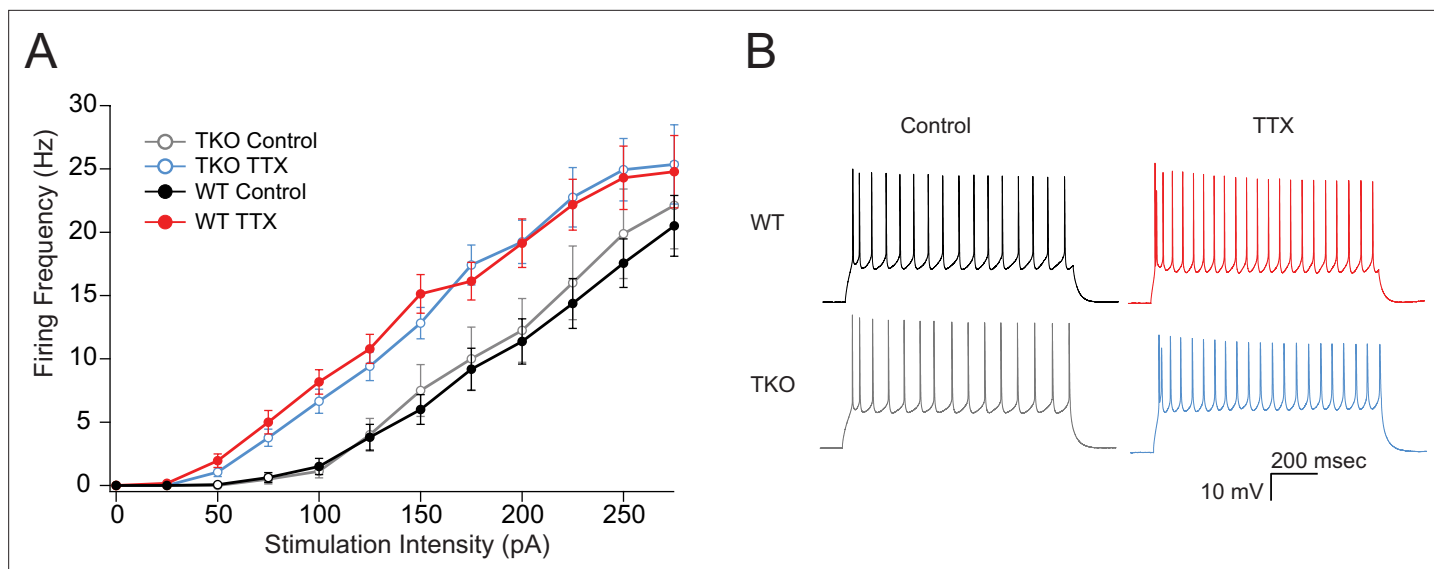 A
Firing Frequency (Hz)
30
25
20
15
10
5
0
TKO Control
TKO TTX
WT Control
WT TTX
0 50 100 150 200 250
Stimulation Intensity (pA)
B
Control TTX
WT
TKO
200 msec
10 mV